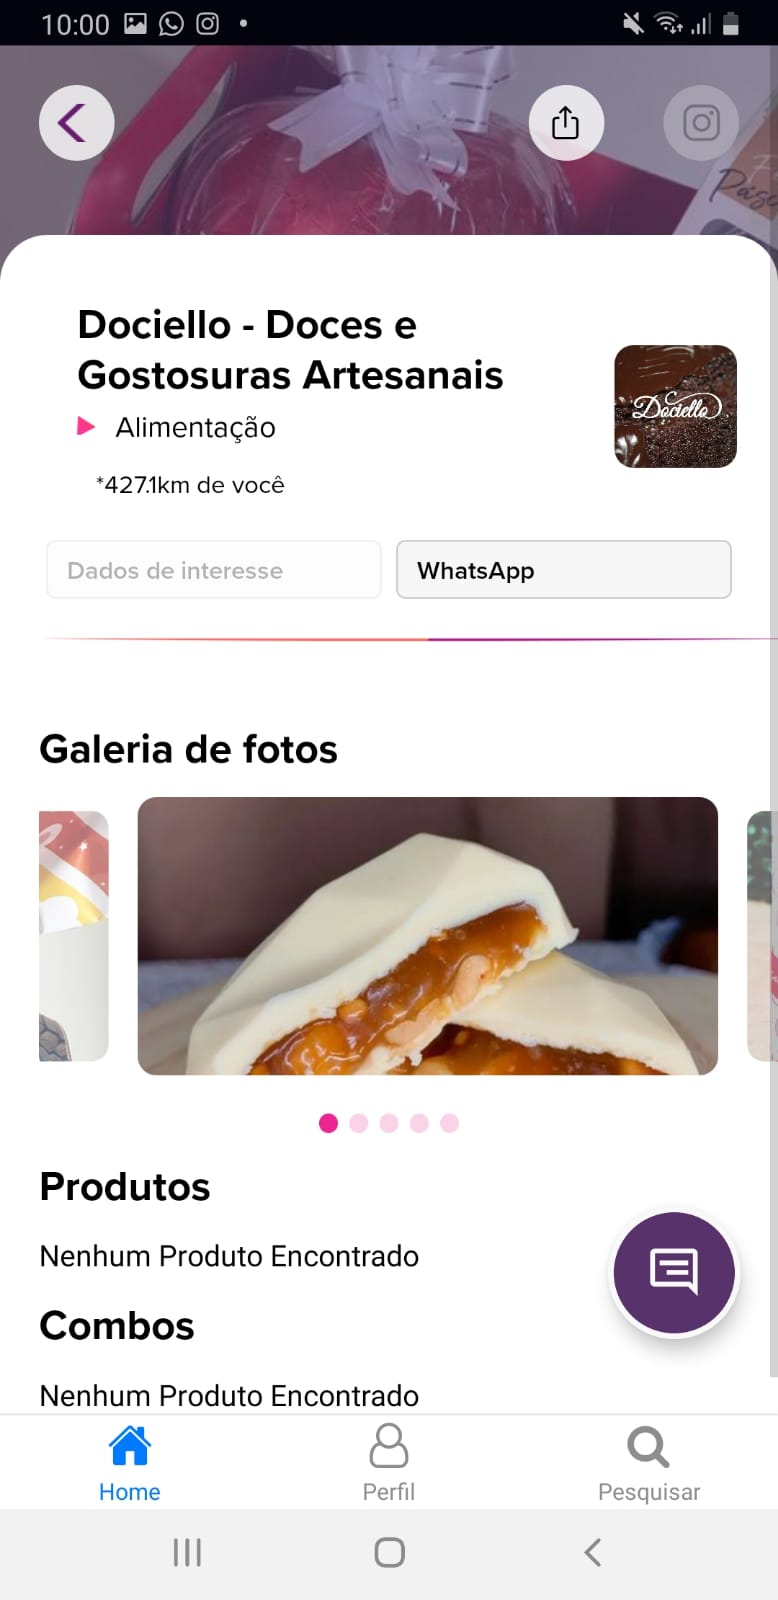 10:00
Dociello - Doces e
Gostosuras Artesanais
Dociello
Alimentação
*427.1km de você
Dados de interesse
WhatsApp
Galeria de fotos
Produtos
Nenhum Produto Encontrado
Combos
Nenhum Produto Encontrado
Home
Perfil
Pesquisar